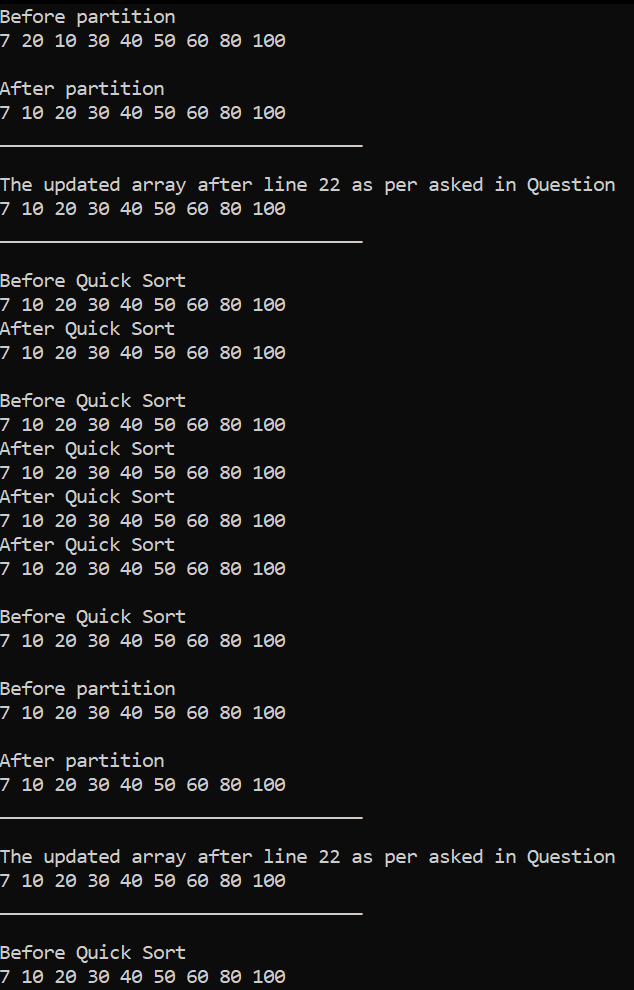 Before partition
7 20 10 30 40 50 60 80 100
After partition
7 10 20 30 40 50 60 80 100
_________________________________
The updated array after line 22 as per asked in Question
7 10 20 30 40 50 60 80 100
_________________________________
Before Quick Sort
7 10 20 30 40 50 60 80 100
After Quick Sort
7 10 20 30 40 50 60 80 100
Before Quick Sort
7 10 20 30 40 50 60 80 100
After Quick Sort
7 10 20 30 40 50 60 80 100
After Quick Sort
7 10 20 30 40 50 60 80 100
After Quick Sort
7 10 20 30 40 50 60 80 100
Before Quick Sort
7 10 20 30 40 50 60 80 100
Before partition
7 10 20 30 40 50 60 80 100
After partition
7 10 20 30 40 50 60 80 100
_________________________________
The updated array after line 22 as per asked in Question
7 10 20 30 40 50 60 80 100
_________________________________
Before Quick Sort
7 10 20 30 40 50 60 80 100